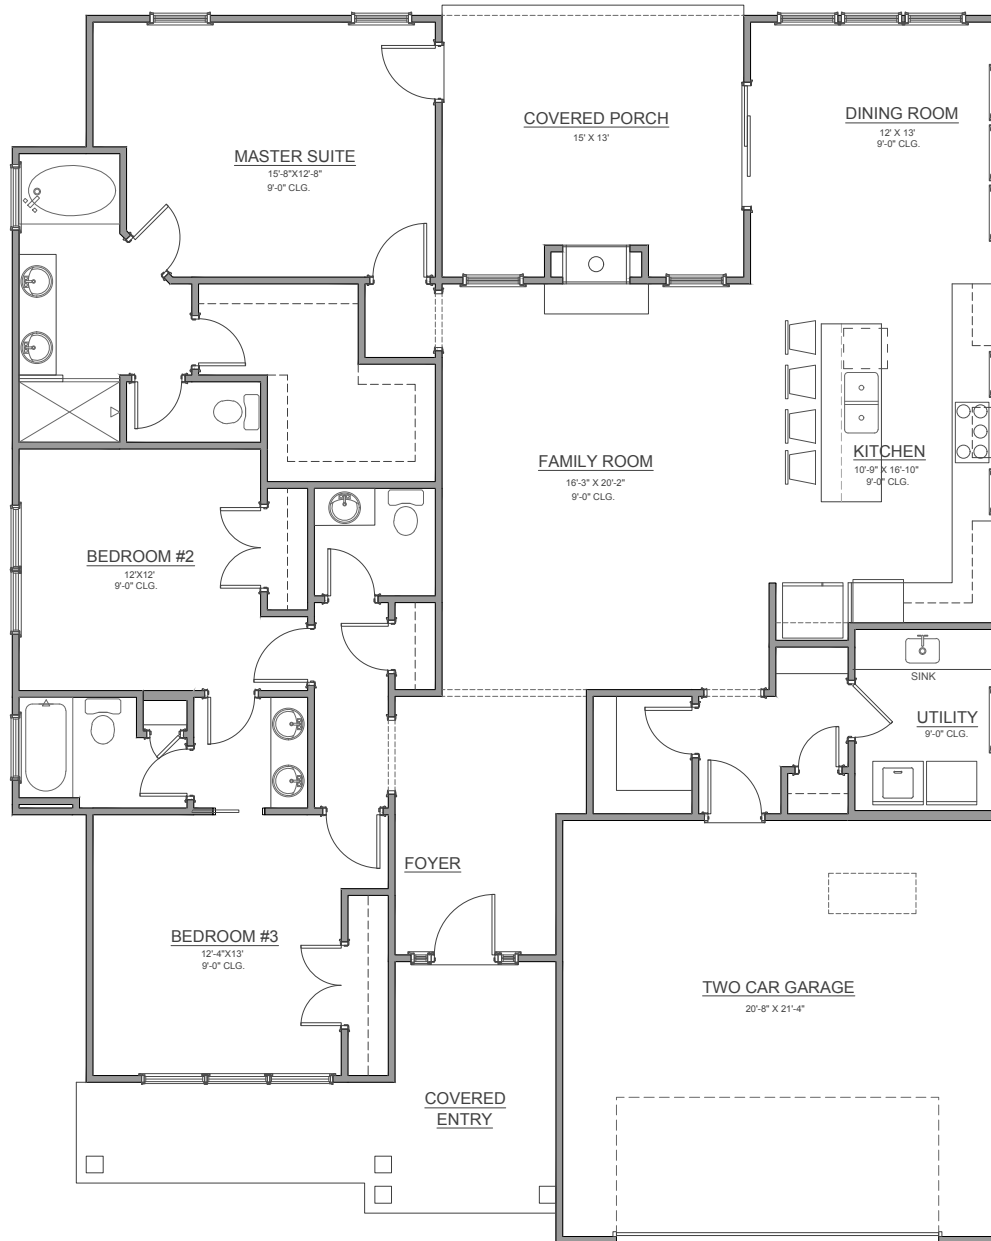 COVERED PORCH
15' X 13'
DINING ROOM
12' X 13'
9'-0" CLG.
MASTER SUITE
15'-8"X12'-8"
9'-0" CLG.
FAMILY ROOM
16'-3" X 20'-2"
9'-0" CLG.
KITCHEN
10'-9" X 16'-10"
9'-0" CLG.
BEDROOM #2
12'X12'
9'-0" CLG.
SINK
UTILITY
9'-0" CLG.
FOYER
BEDROOM #3
12'-4"X13'
9'-0" CLG.
TWO CAR GARAGE
20'-8" X 21'-4"
COVERED
ENTRY